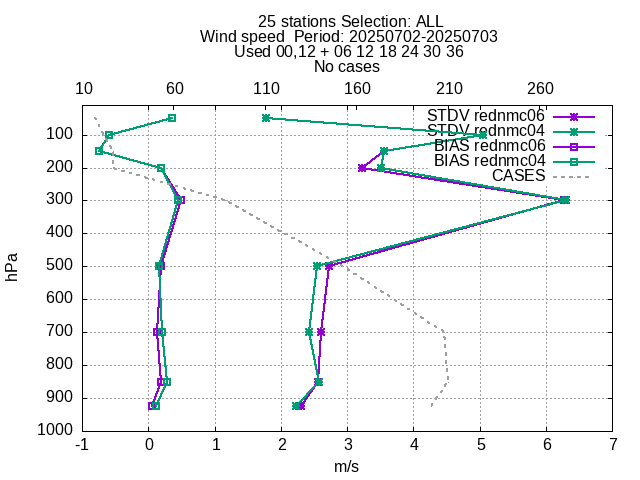 25 stations Selection: ALL
Wind speed  Period: 20250702-20250703
Used 00,12 + 06 12 18 24 30 36
No cases
10 60 110 160 210 260
STDV rednmc06
STDV rednmc04
BIAS rednmc06
BIAS rednmc04
CASES
100
200
300
400
500
600
700
800
900
1000
hPa
-1 0 1 2 3 4 5 6 7
m/s